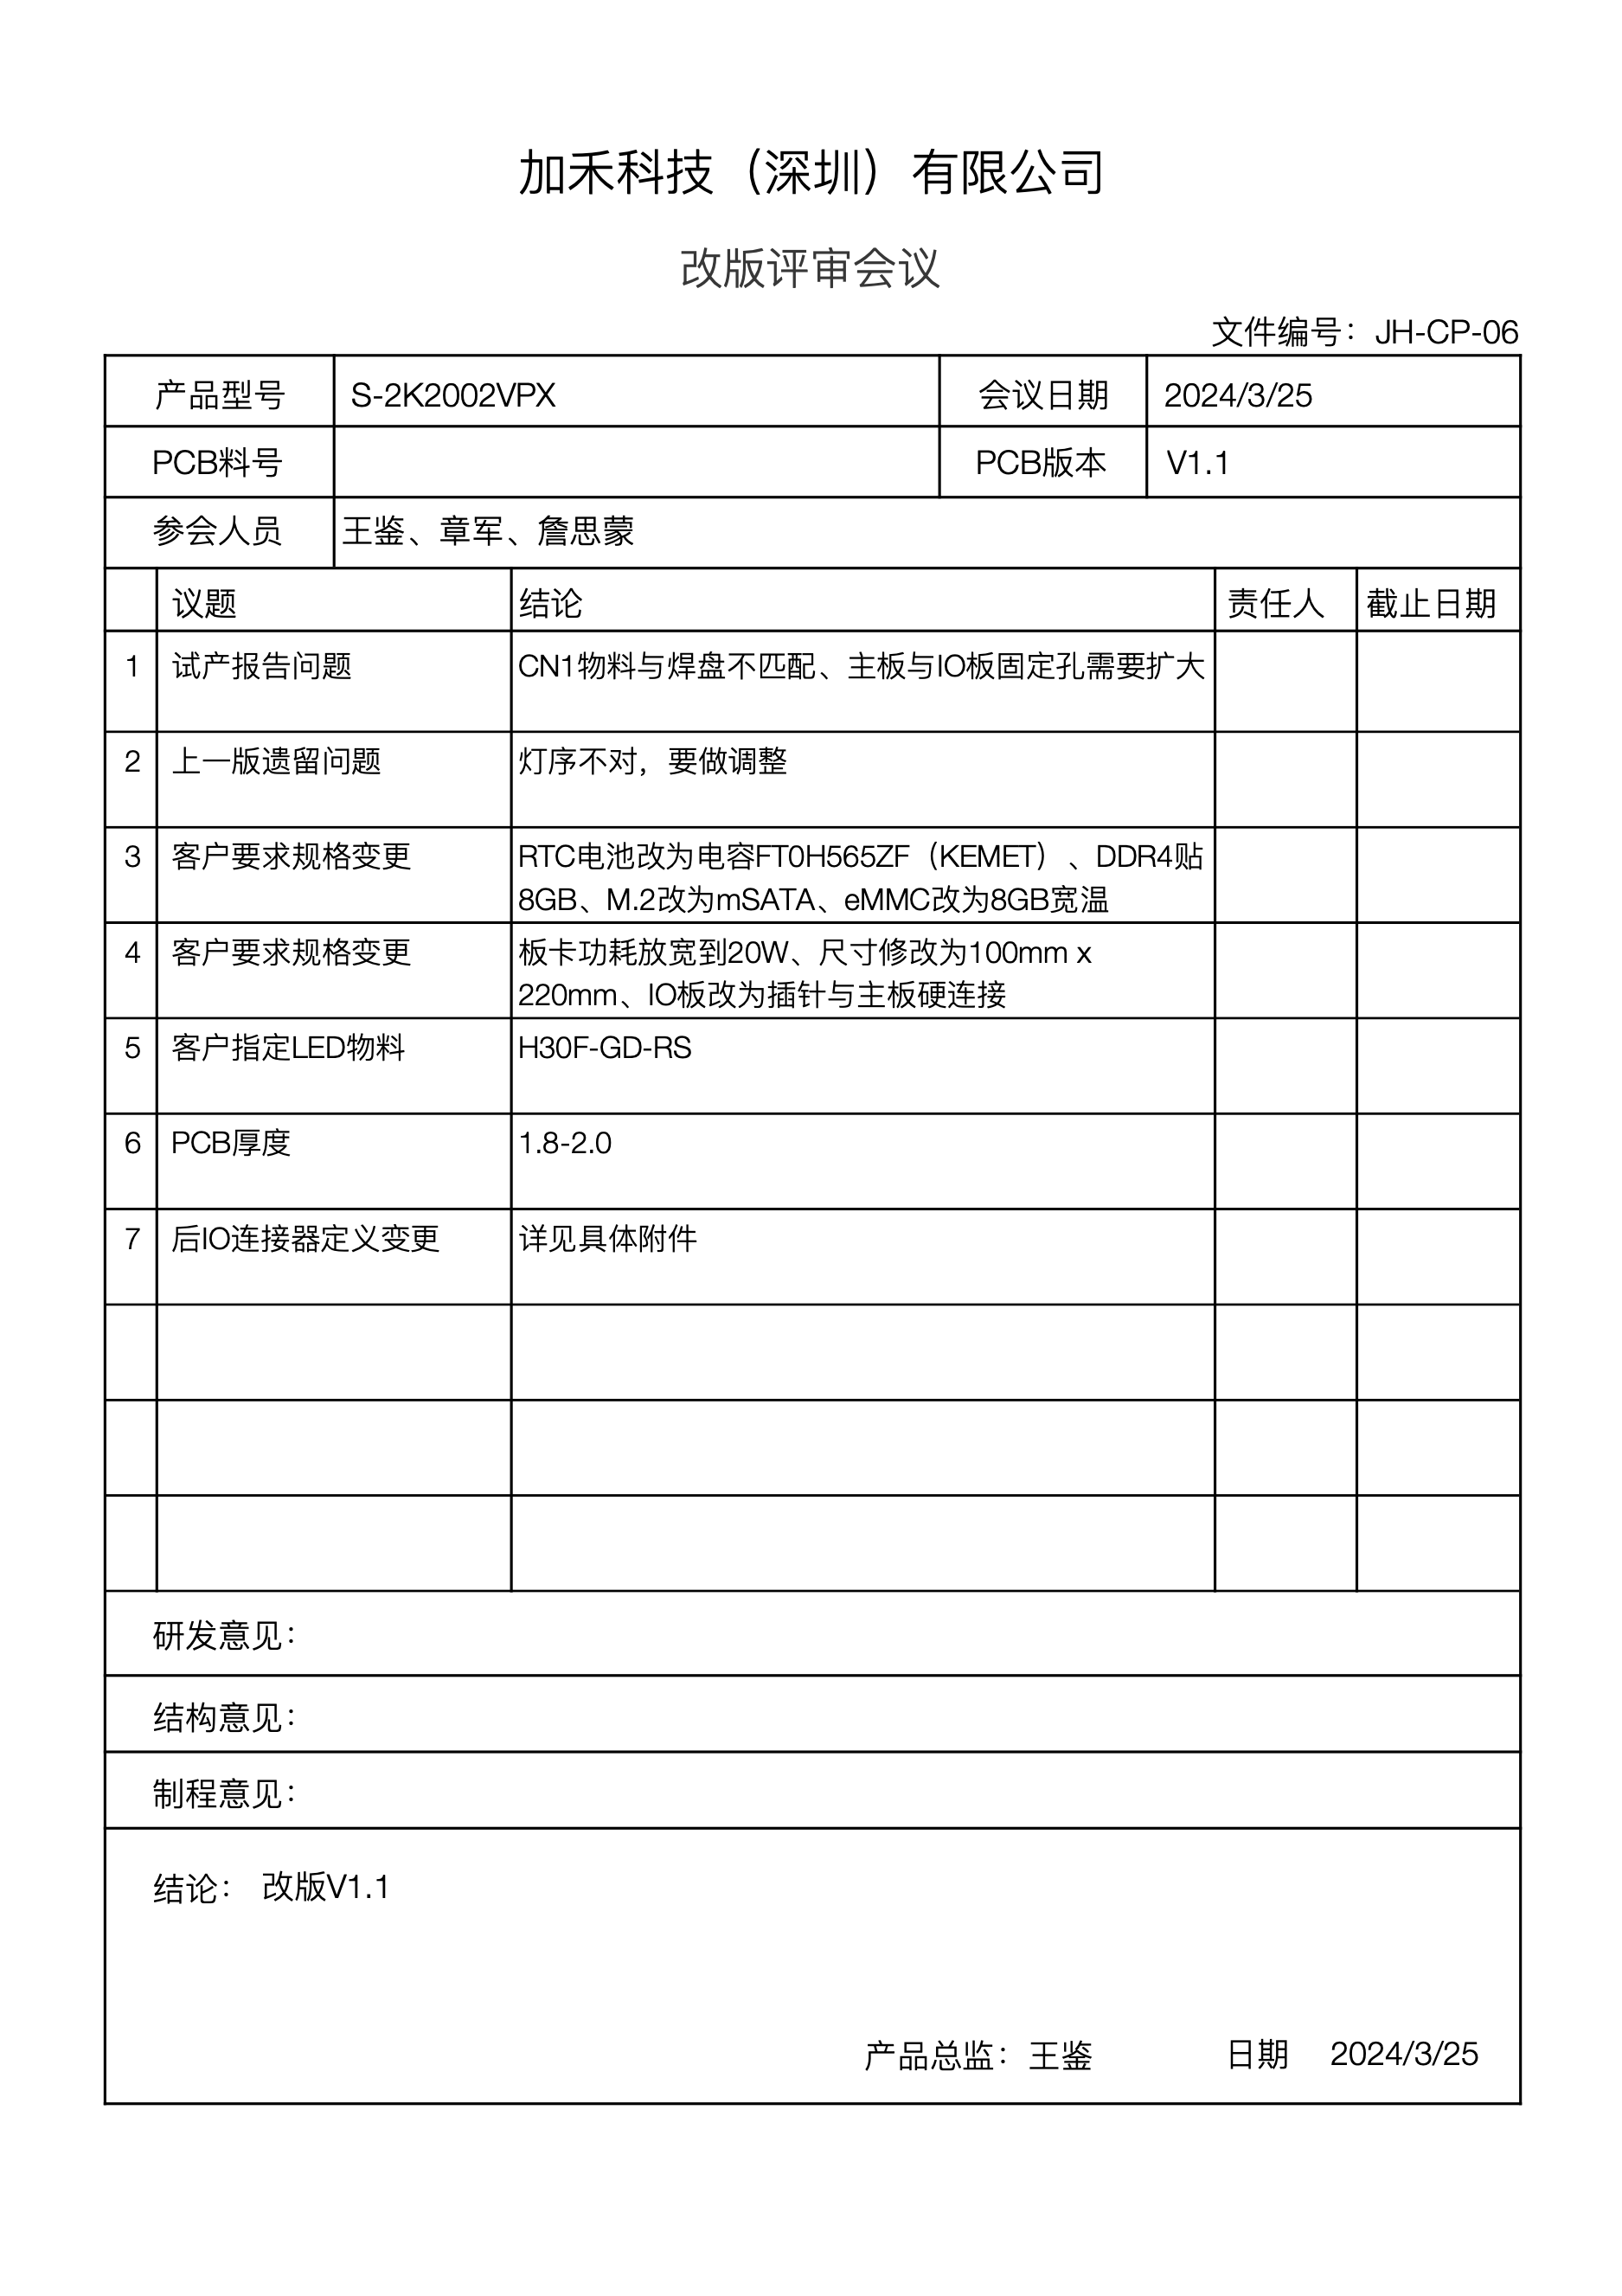 加禾科技（深圳）有限公司
改版评审会议
文件编号：JH-CP-06
产品型号 S-2K2002VPX 会议日期 2024/3/25
PCB料号 PCB版本 V1.1
参会人员 王鉴、章军、詹思蒙
议题 结论 责任人 截止日期
1 试产报告问题 CN1物料与焊盘不匹配、主板与IO板固定孔需要扩大
2 上一版遗留问题 灯序不对，要做调整
3 客户要求规格变更 RTC电池改为电容FT0H565ZF（KEMET）、DDR4贴
8GB、M.2改为mSATA、eMMC改为8GB宽温
4 客户要求规格变更 板卡功耗放宽到20W、尺寸修改为100mm x
220mm、IO板改为插针与主板硬连接
5 客户指定LED物料 H30F-GD-RS
6 PCB厚度 1.8-2.0
7 后IO连接器定义变更 详见具体附件
研发意见：
结构意见：
制程意见：
结论： 改版V1.1
产品总监：王鉴 日期 2024/3/25